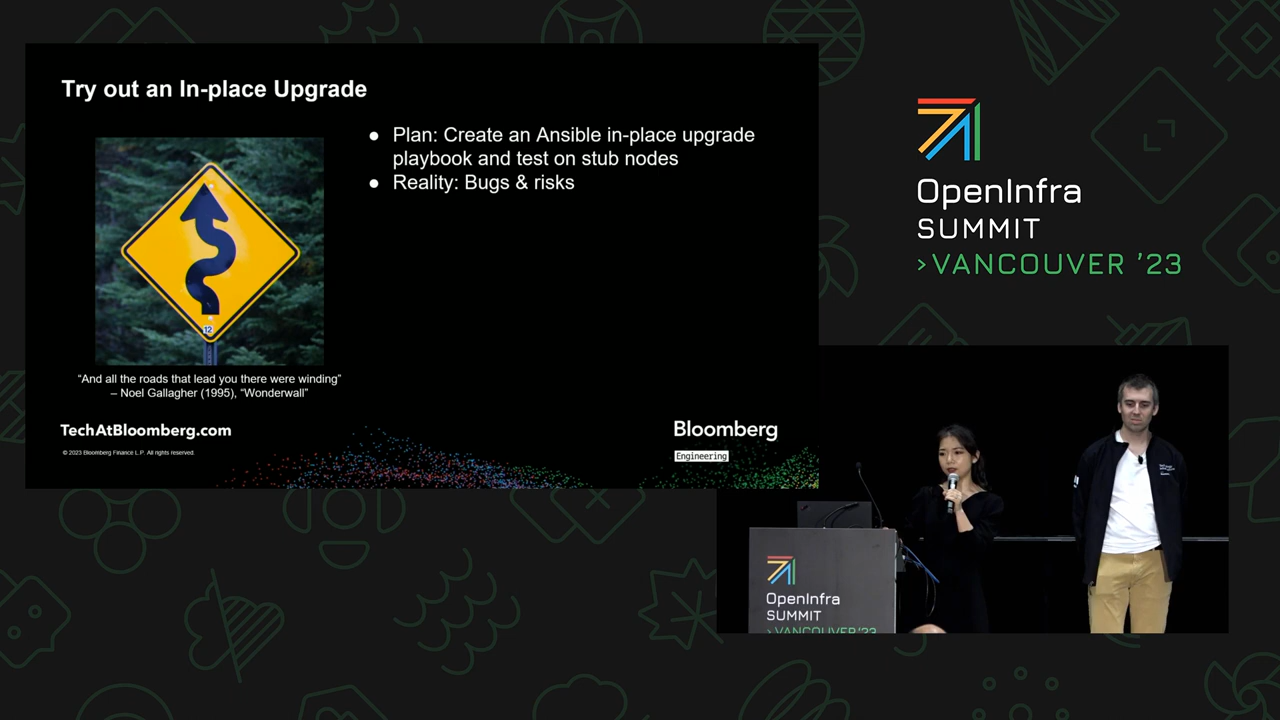 Try out an In-place Upgrade
● Plan: Create an Ansible in-place upgrade
playbook and test on stub nodes
● Reality: Bugs & risks
12
“And all the roads that lead you there were winding”
– Noel Gallagher (1995), “Wonderwall”
TechAtBloomberg.com
© 2023 Bloomberg Finance L.P. All rights reserved.
Bloomberg
Engineering
OpenInfra
SUMMIT
>VANCOUVER ’23
OpenInfra
SUMMIT
>VANCOUVER ’23